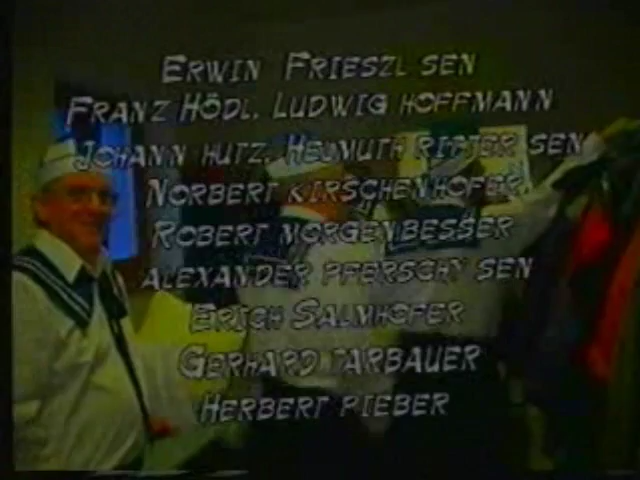 Erwin Frieszl sen
Franz Hödl, Ludwig Hoffmann
Johann Hutz, Helmuth Ritter sen
Norbert Kirschenhofer
Robert Morgenbesser
Alexander Pferschy sen
Erich Salmhofer
Gerhard Tarbauer
Herbert Pieber